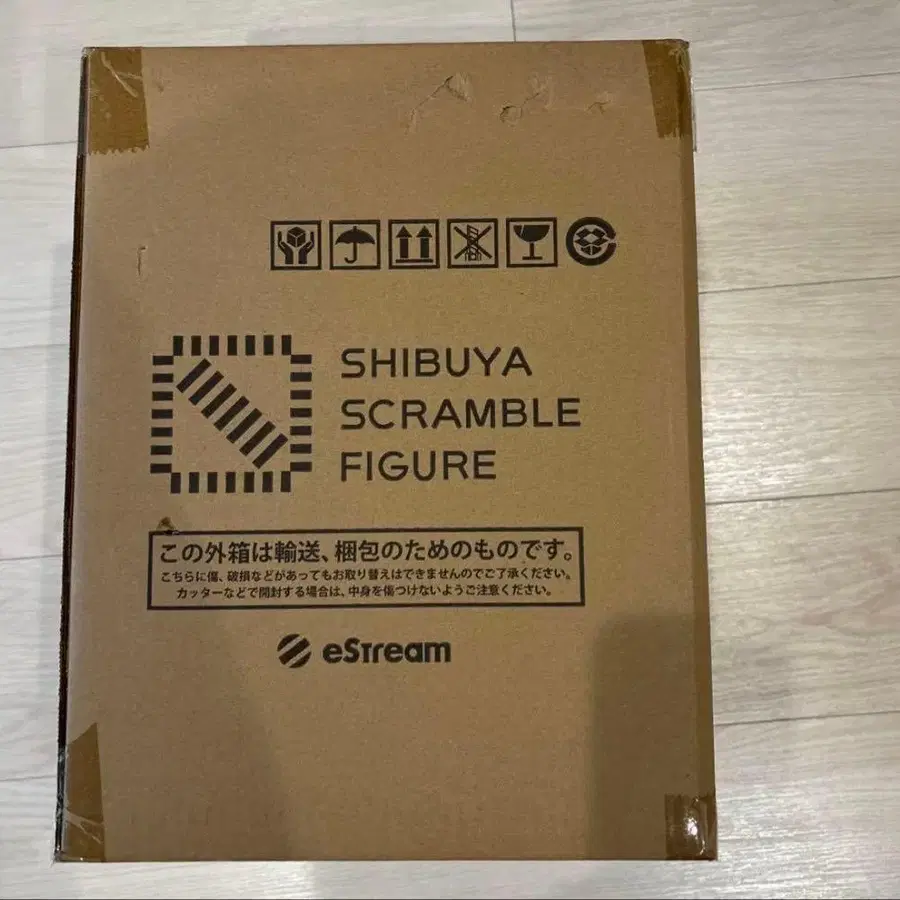 SHIBUYA
SCRAMBLE
FIGURE
この外箱は輸送、梱包のためのものです。
こちらに傷、破損などがあってもお取り替えはできませんのでご了承ください。
カッターなどで開封する場合は、中身を傷つけないようご注意ください。
eStream